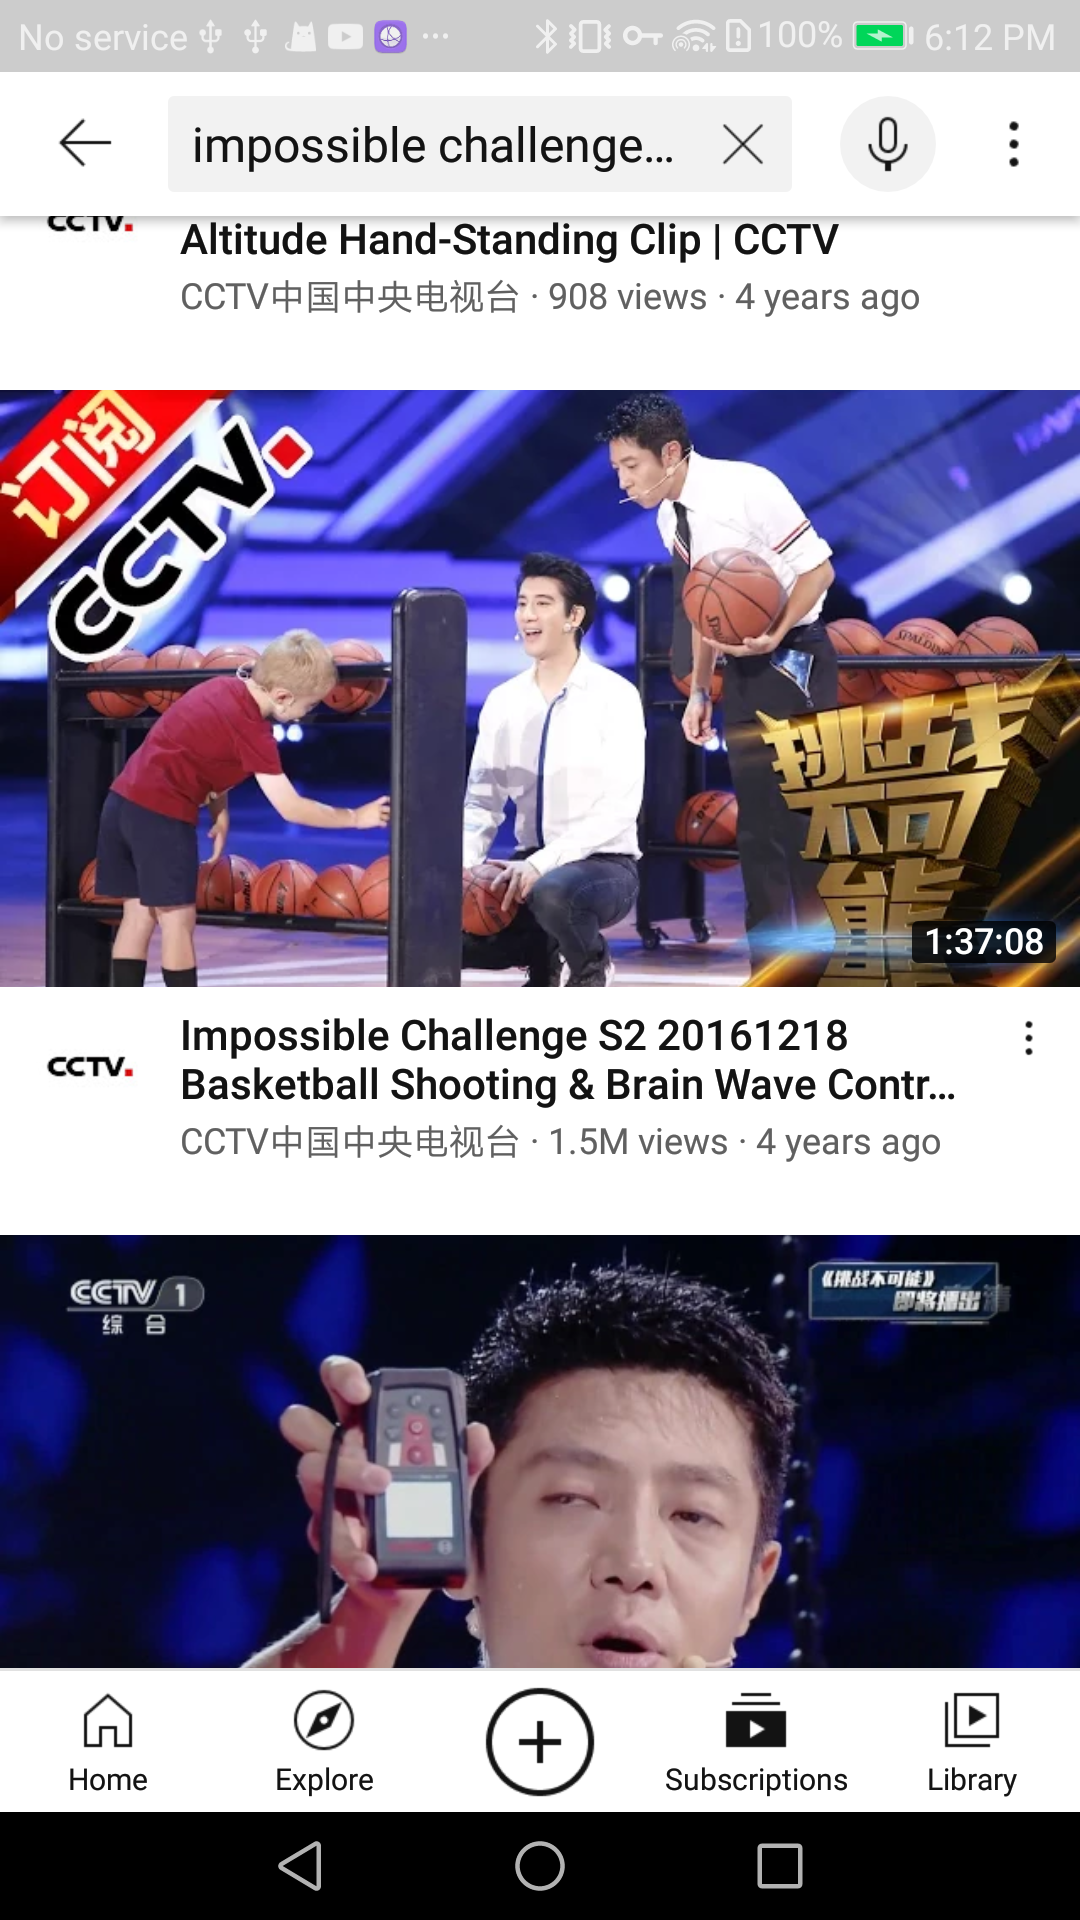 No service
100%
6:12 PM
impossible challenge...
CCTV.
Altitude Hand-Standing Clip | CCTV
CCTV中国中央电视台 · 908 views · 4 years ago
订阅
CCTV.
SPALDING
挑战
不可
能
1:37:08
CCTV.
Impossible Challenge S2 20161218
Basketball Shooting & Brain Wave Contr...
CCTV中国中央电视台 · 1.5M views · 4 years ago
CCTV 1
综合
《挑战不可能》
即将播出
Home
Explore
Subscriptions
Library